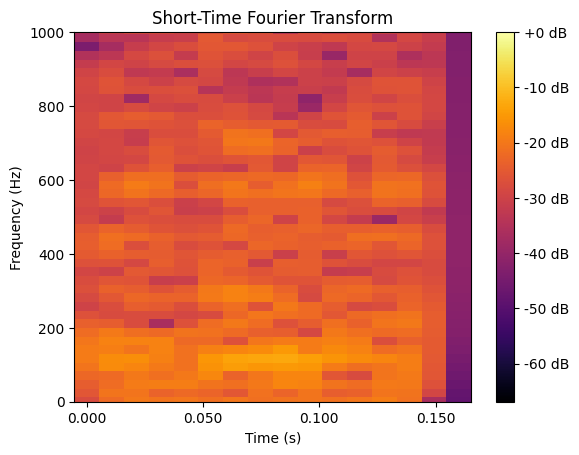 Short-Time Fourier Transform
1000
800
600
400
200
0
Frequency (Hz)
0.000
0.050
0.100
0.150
Time (s)
+0 dB
-10 dB
-20 dB
-30 dB
-40 dB
-50 dB
-60 dB